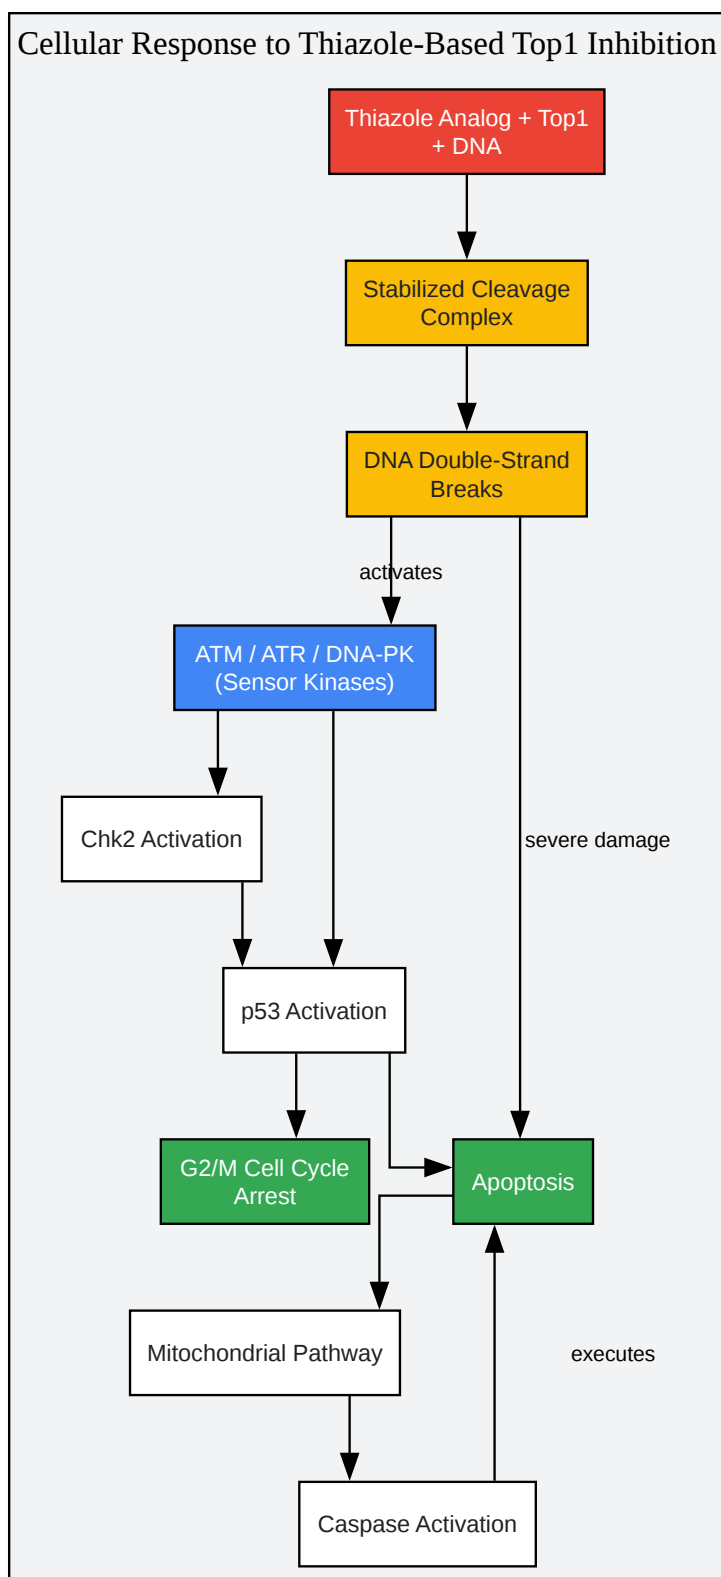 Cellular Response to Thiazole-Based Top1 Inhibition
Thiazole Analog + Top1
+ DNA
Stabilized Cleavage
Complex
DNA Double-Strand
Breaks
activates
ATM / ATR / DNA-PK
(Sensor Kinases)
Chk2 Activation
severe damage
p53 Activation
G2/M Cell Cycle
Arrest
Apoptosis
Mitochondrial Pathway
executes
Caspase Activation